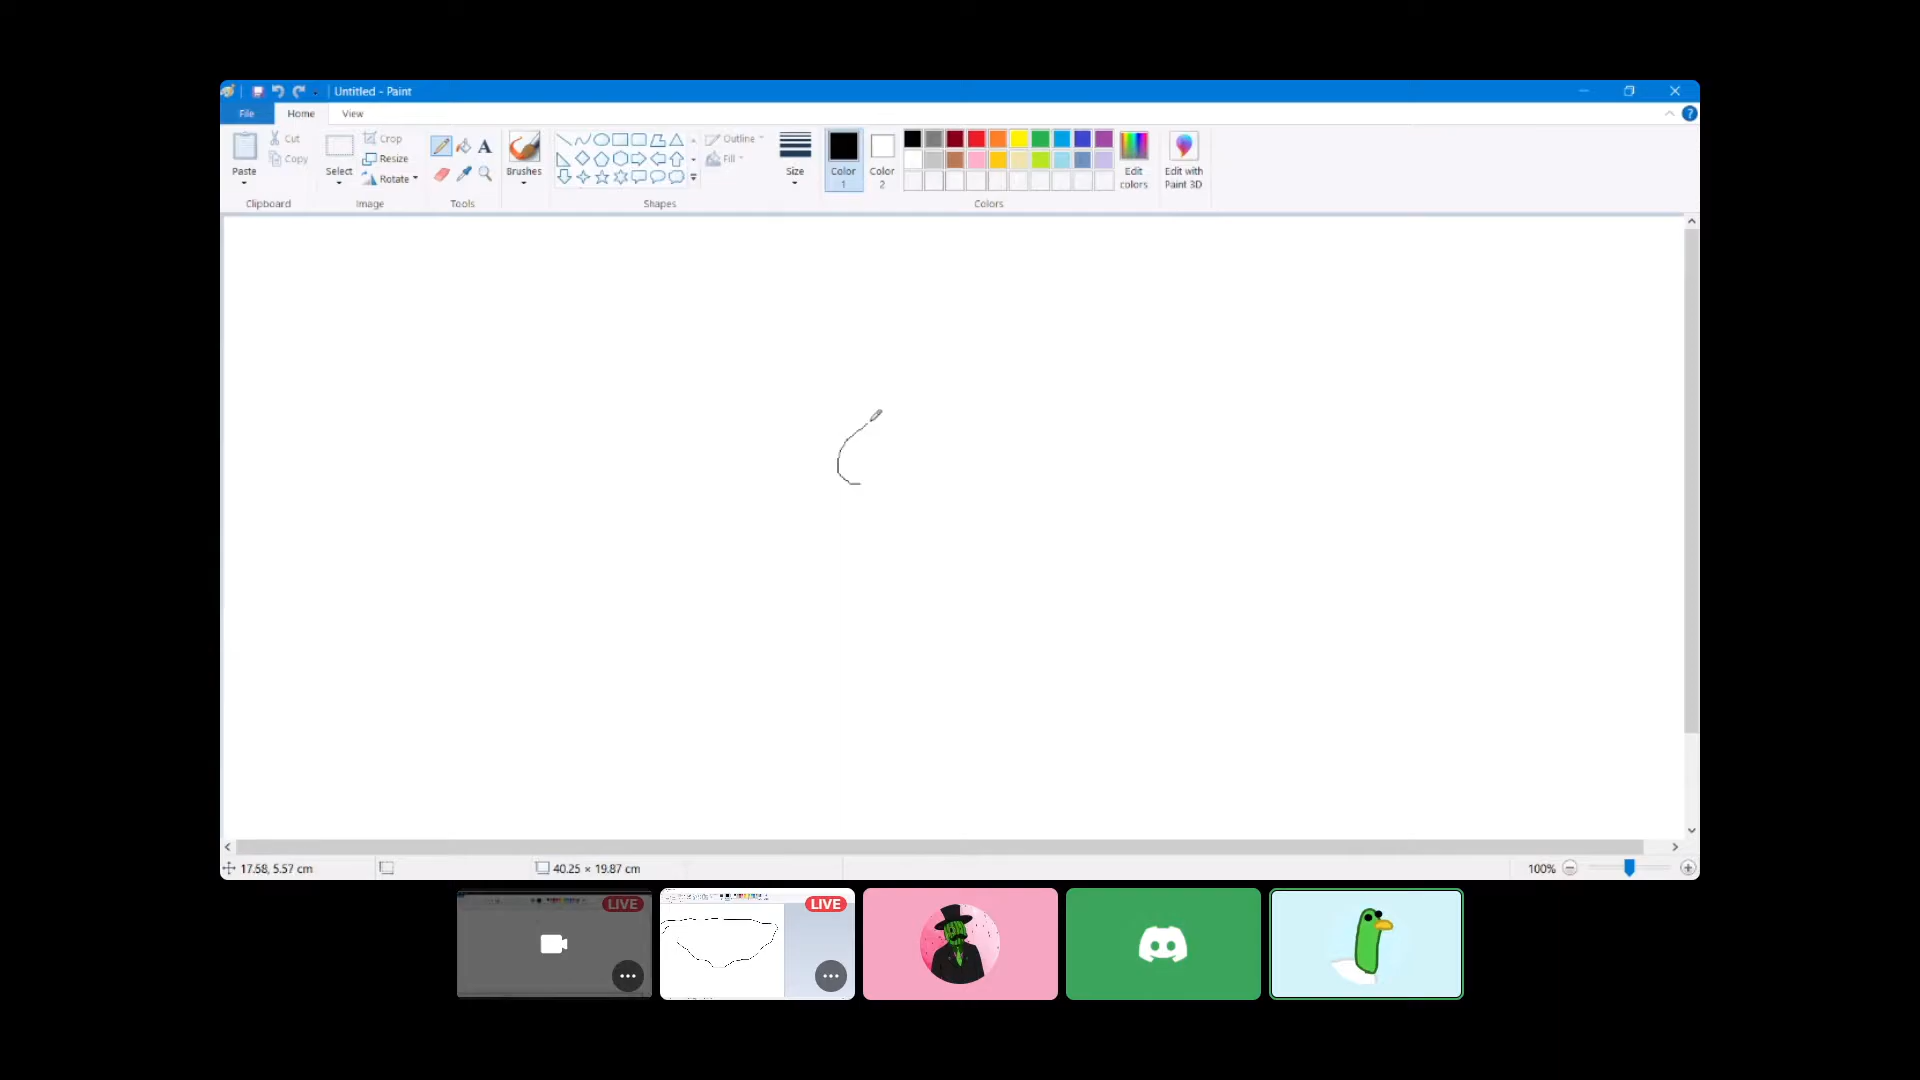 Untitled - Paint
File Home View
Paste
Cut
Copy
Clipboard
Select
Crop
Resize
Rotate
Image
A
Tools
Brushes
Outline
Fill
Shapes
Size
Color 1
Color 2
Edit colors
Colors
Edit with Paint 3D
?
17.58, 5.57 cm
40.25 × 19.87 cm
100%
LIVE
LIVE